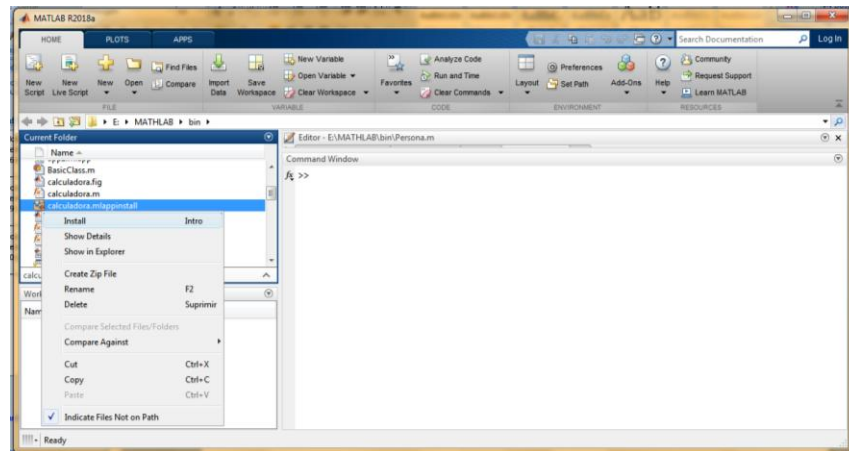 MATLAB R2018a
HOME PLOTS APPS
Search Documentation Log In
New Script
New Live Script
New
Open
Find Files
Compare
Import Data
Save Workspace
New Variable
Open Variable
Clear Workspace
Favorites
Analyze Code
Run and Time
Clear Commands
Layout
Preferences
Set Path
Add-Ons
Help
Community
Request Support
Learn MATLAB
FILE VARIABLE CODE ENVIRONMENT RESOURCES
E: MATHLAB bin
Current Folder
Name
BasicClass.m
calculadora.fig
calculadora.m
calculadora.mlappinstall
Install Intro
Show Details
Show in Explorer
Create Zip File
Rename F2
Delete Suprimir
Compare Selected Files/Folders
Compare Against
Cut Ctrl+X
Copy Ctrl+C
Paste Ctrl+V
Indicate Files Not on Path
Editor - E:\MATHLAB\bin\Persona.m
Command Window
fx >>
Ready